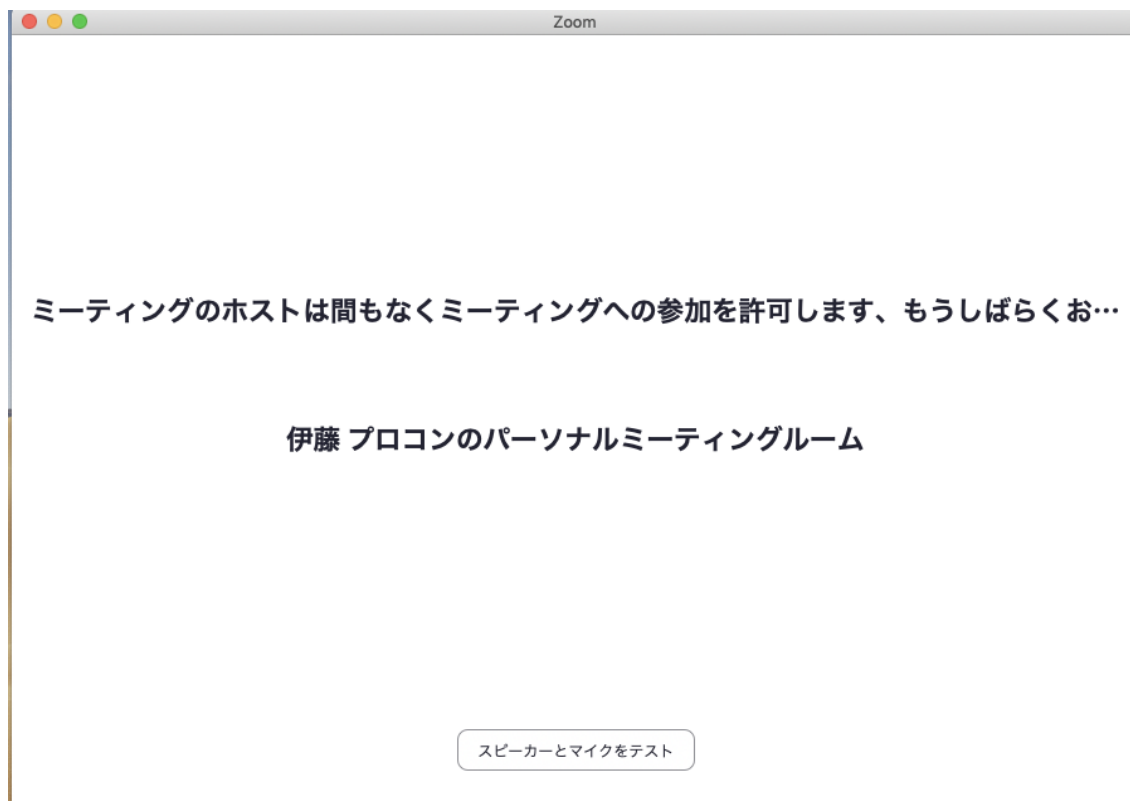 Zoom
ミーティングのホストは間もなくミーティングへの参加を許可します、もうしばらくお…
伊藤 プロコンのパーソナルミーティングルーム
スピーカーとマイクをテスト